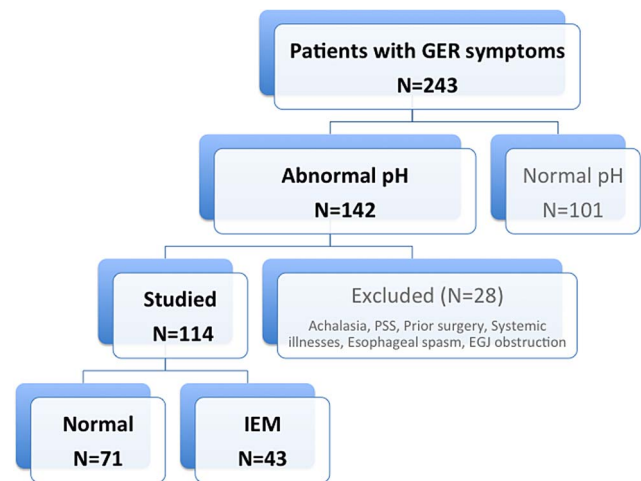 Patients with GER symptoms
N=243
Abnormal pH
N=142
Normal pH
N=101
Studied
N=114
Excluded (N=28)
Achalasia, PSS, Prior surgery, Systemic
illnesses, Esophageal spasm, EGJ obstruction
Normal
N=71
IEM
N=43